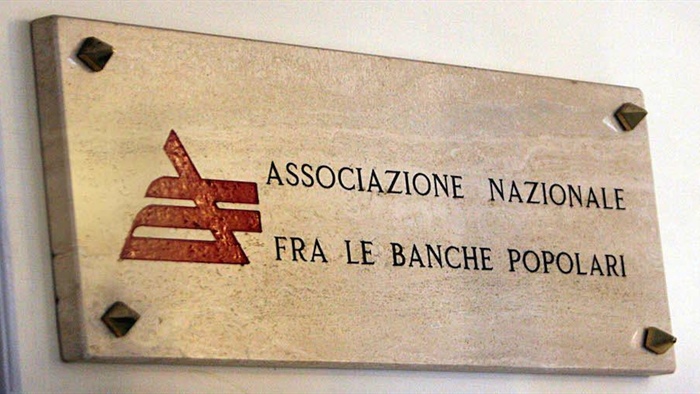 ASSOCIAZIONE NAZIONALE
FRA LE BANCHE POPOLARI